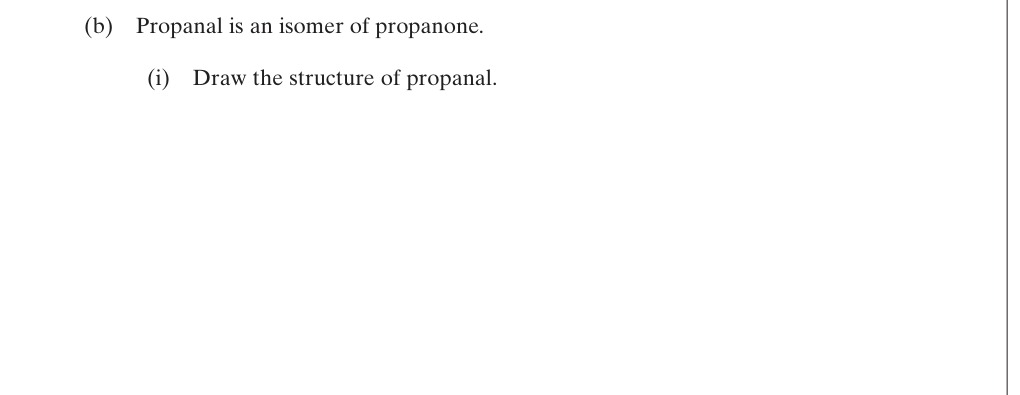 (b) Propanal is an isomer of propanone.
(i) Draw the structure of propanal.